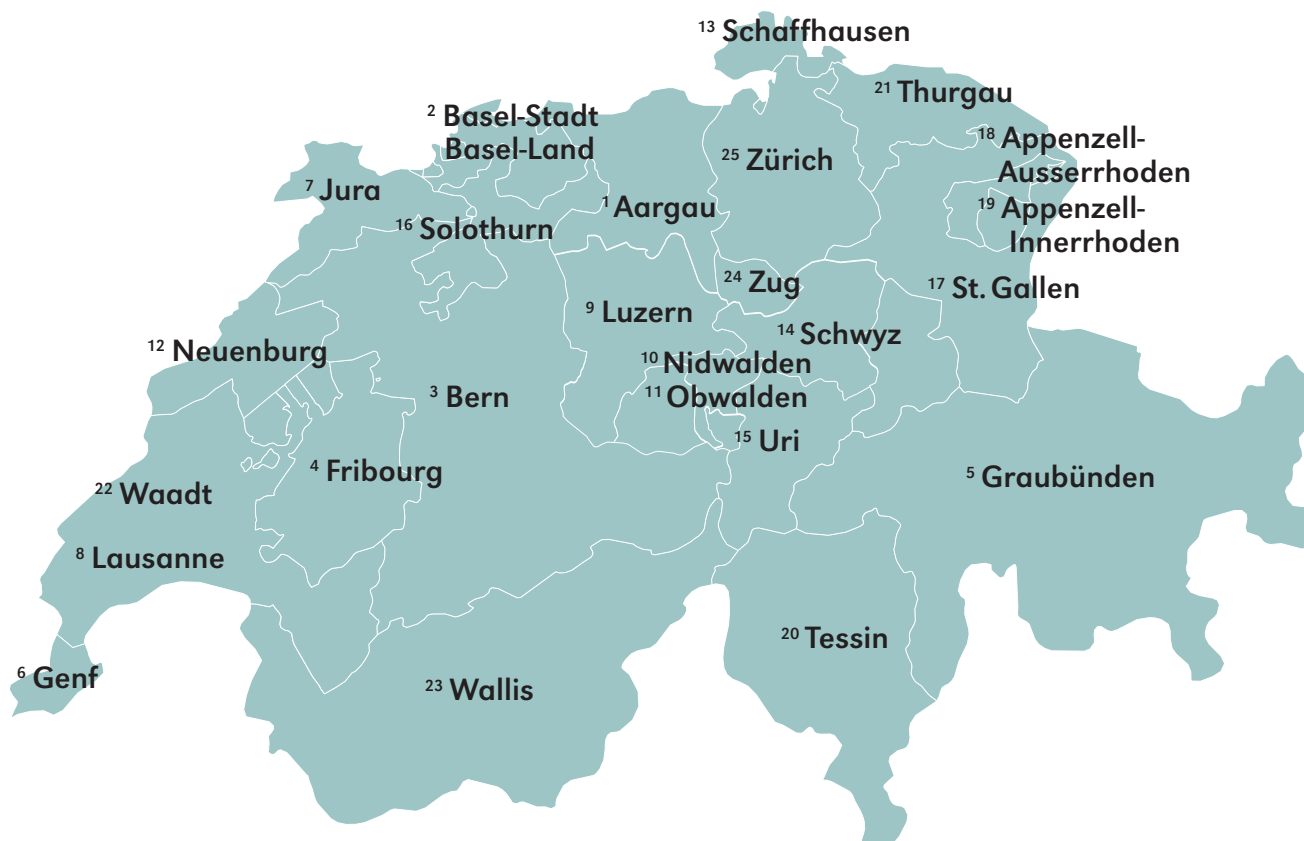 13 Schaffhausen
21 Thurgau
2 Basel-Stadt
Basel-Land
18 Appenzell-
Ausserrhoden
25 Zürich
7 Jura
1 Aargau
19 Appenzell-
Innerrhoden
16 Solothurn
24 Zug
17 St. Gallen
9 Luzern
14 Schwyz
12 Neuenburg
10 Nidwalden
11 Obwalden
3 Bern
15 Uri
4 Fribourg
5 Graubünden
22 Waadt
8 Lausanne
20 Tessin
6 Genf
23 Wallis